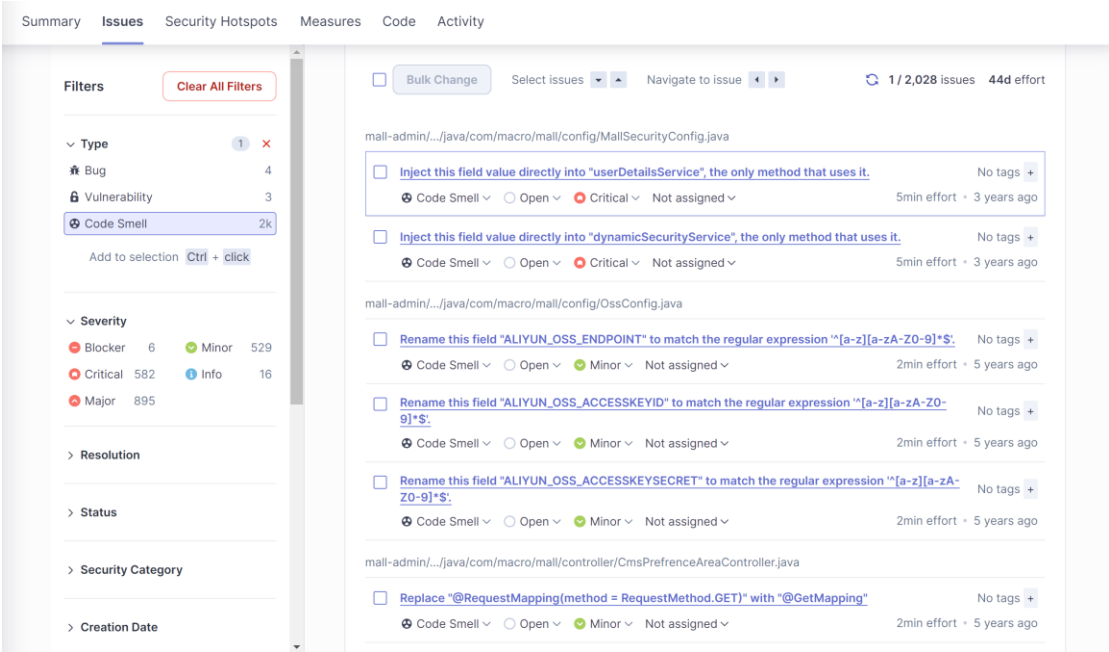 Summary Issues Security Hotspots Measures Code Activity
Filters Clear All Filters
Type 1
Bug 4
Vulnerability 3
Code Smell 2k
Add to selection Ctrl + click
Severity
Blocker 6 Minor 529
Critical 582 Info 16
Major 895
Resolution
Status
Security Category
Creation Date
Bulk Change Select issues Navigate to issue 1 / 2,028 issues 44d effort
mall-admin/.../java/com/macro/mall/config/MallSecurityConfig.java
Inject this field value directly into "userDetailsService", the only method that uses it. No tags +
Code Smell Open Critical Not assigned 5min effort • 3 years ago
Inject this field value directly into "dynamicSecurityService", the only method that uses it. No tags +
Code Smell Open Critical Not assigned 5min effort • 3 years ago
mall-admin/.../java/com/macro/mall/config/OssConfig.java
Rename this field "ALIYUN_OSS_ENDPOINT" to match the regular expression '^[a-z][a-zA-Z0-9]*$'. No tags +
Code Smell Open Minor Not assigned 2min effort • 5 years ago
Rename this field "ALIYUN_OSS_ACCESSKEYID" to match the regular expression '^[a-z][a-zA-Z0-
9]*$'. No tags +
Code Smell Open Minor Not assigned 2min effort • 5 years ago
Rename this field "ALIYUN_OSS_ACCESSKEYSECRET" to match the regular expression '^[a-z][a-zA-
Z0-9]*$'. No tags +
Code Smell Open Minor Not assigned 2min effort • 5 years ago
mall-admin/.../java/com/macro/mall/controller/CmsPrefrenceAreaController.java
Replace "@RequestMapping(method = RequestMethod.GET)" with "@GetMapping" No tags +
Code Smell Open Minor Not assigned 2min effort • 5 years ago